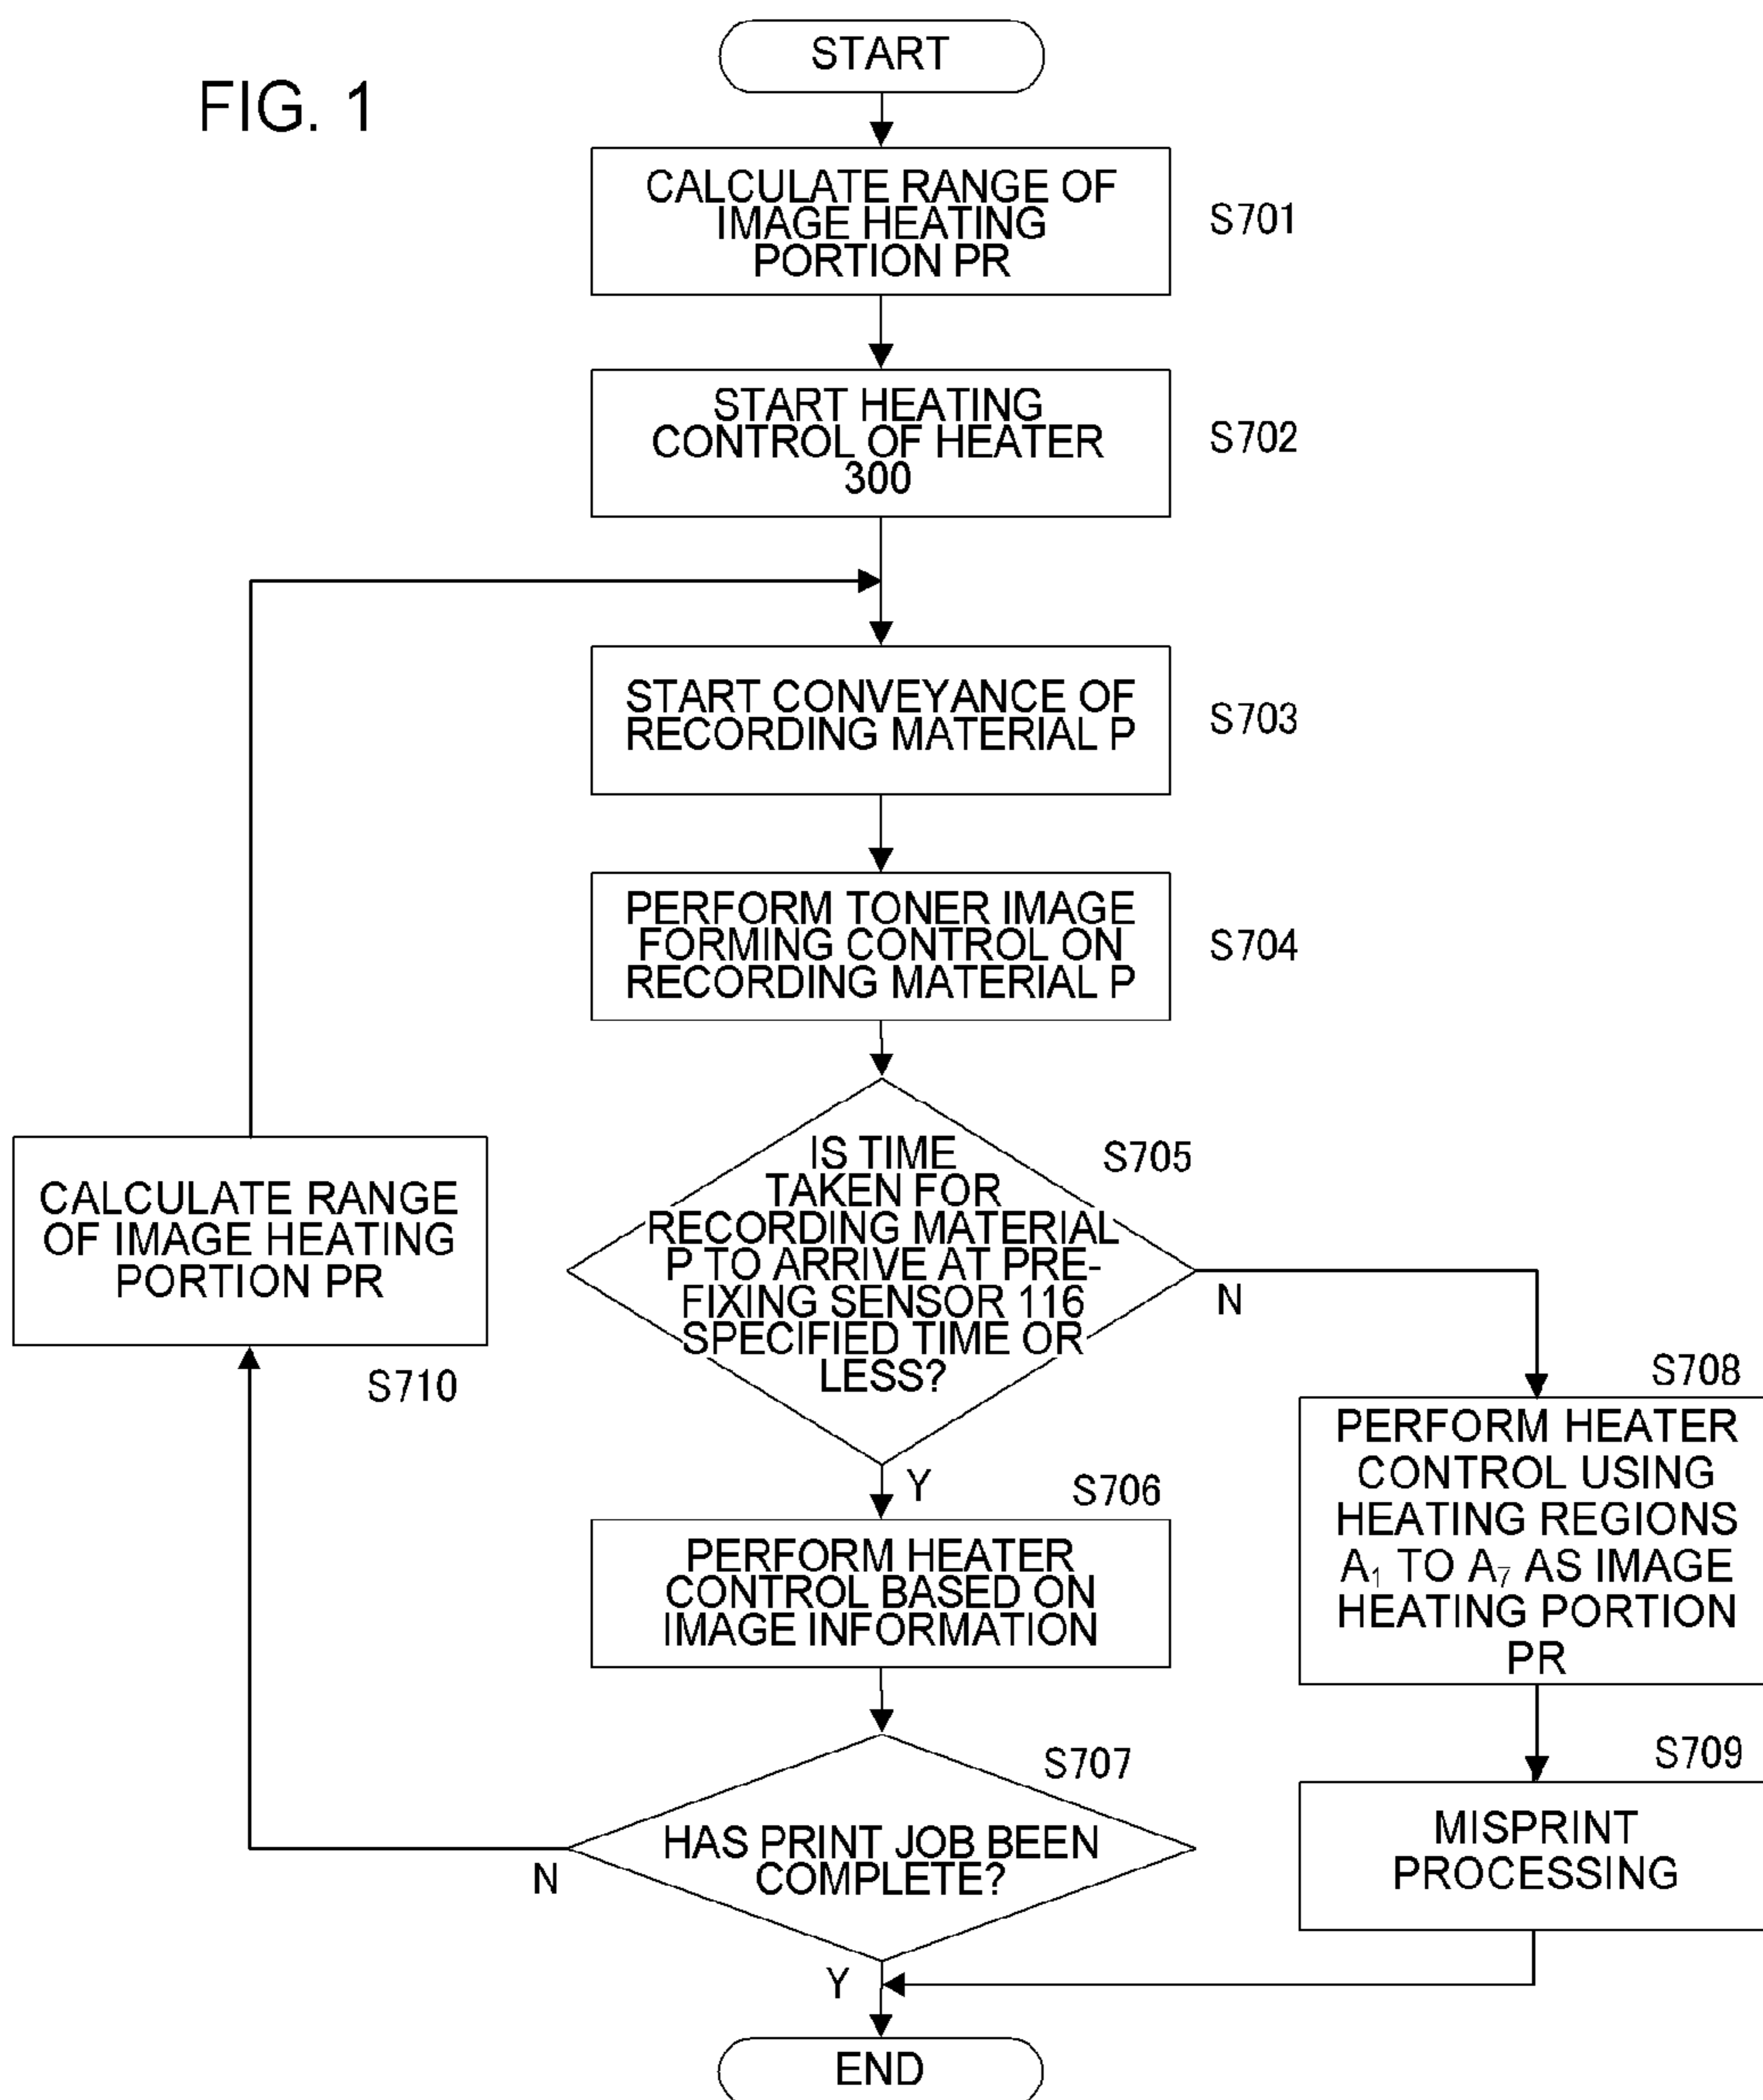 FIG. 1
START
CALCULATE RANGE OF
IMAGE HEATING
PORTION PR
S701
START HEATING
CONTROL OF HEATER
300
S702
START CONVEYANCE OF
RECORDING MATERIAL P
S703
PERFORM TONER IMAGE
FORMING CONTROL ON
RECORDING MATERIAL P
S704
IS TIME
TAKEN FOR
RECORDING MATERIAL
P TO ARRIVE AT PRE-
FIXING SENSOR 116
SPECIFIED TIME OR
LESS?
S705
N
Y
PERFORM HEATER
CONTROL BASED ON
IMAGE INFORMATION
S706
HAS PRINT JOB BEEN
COMPLETE?
S707
N
Y
CALCULATE RANGE
OF IMAGE HEATING
PORTION PR
S710
S708
PERFORM HEATER
CONTROL USING
HEATING REGIONS
A₁ TO A₇ AS IMAGE
HEATING PORTION
PR
S709
MISPRINT
PROCESSING
END